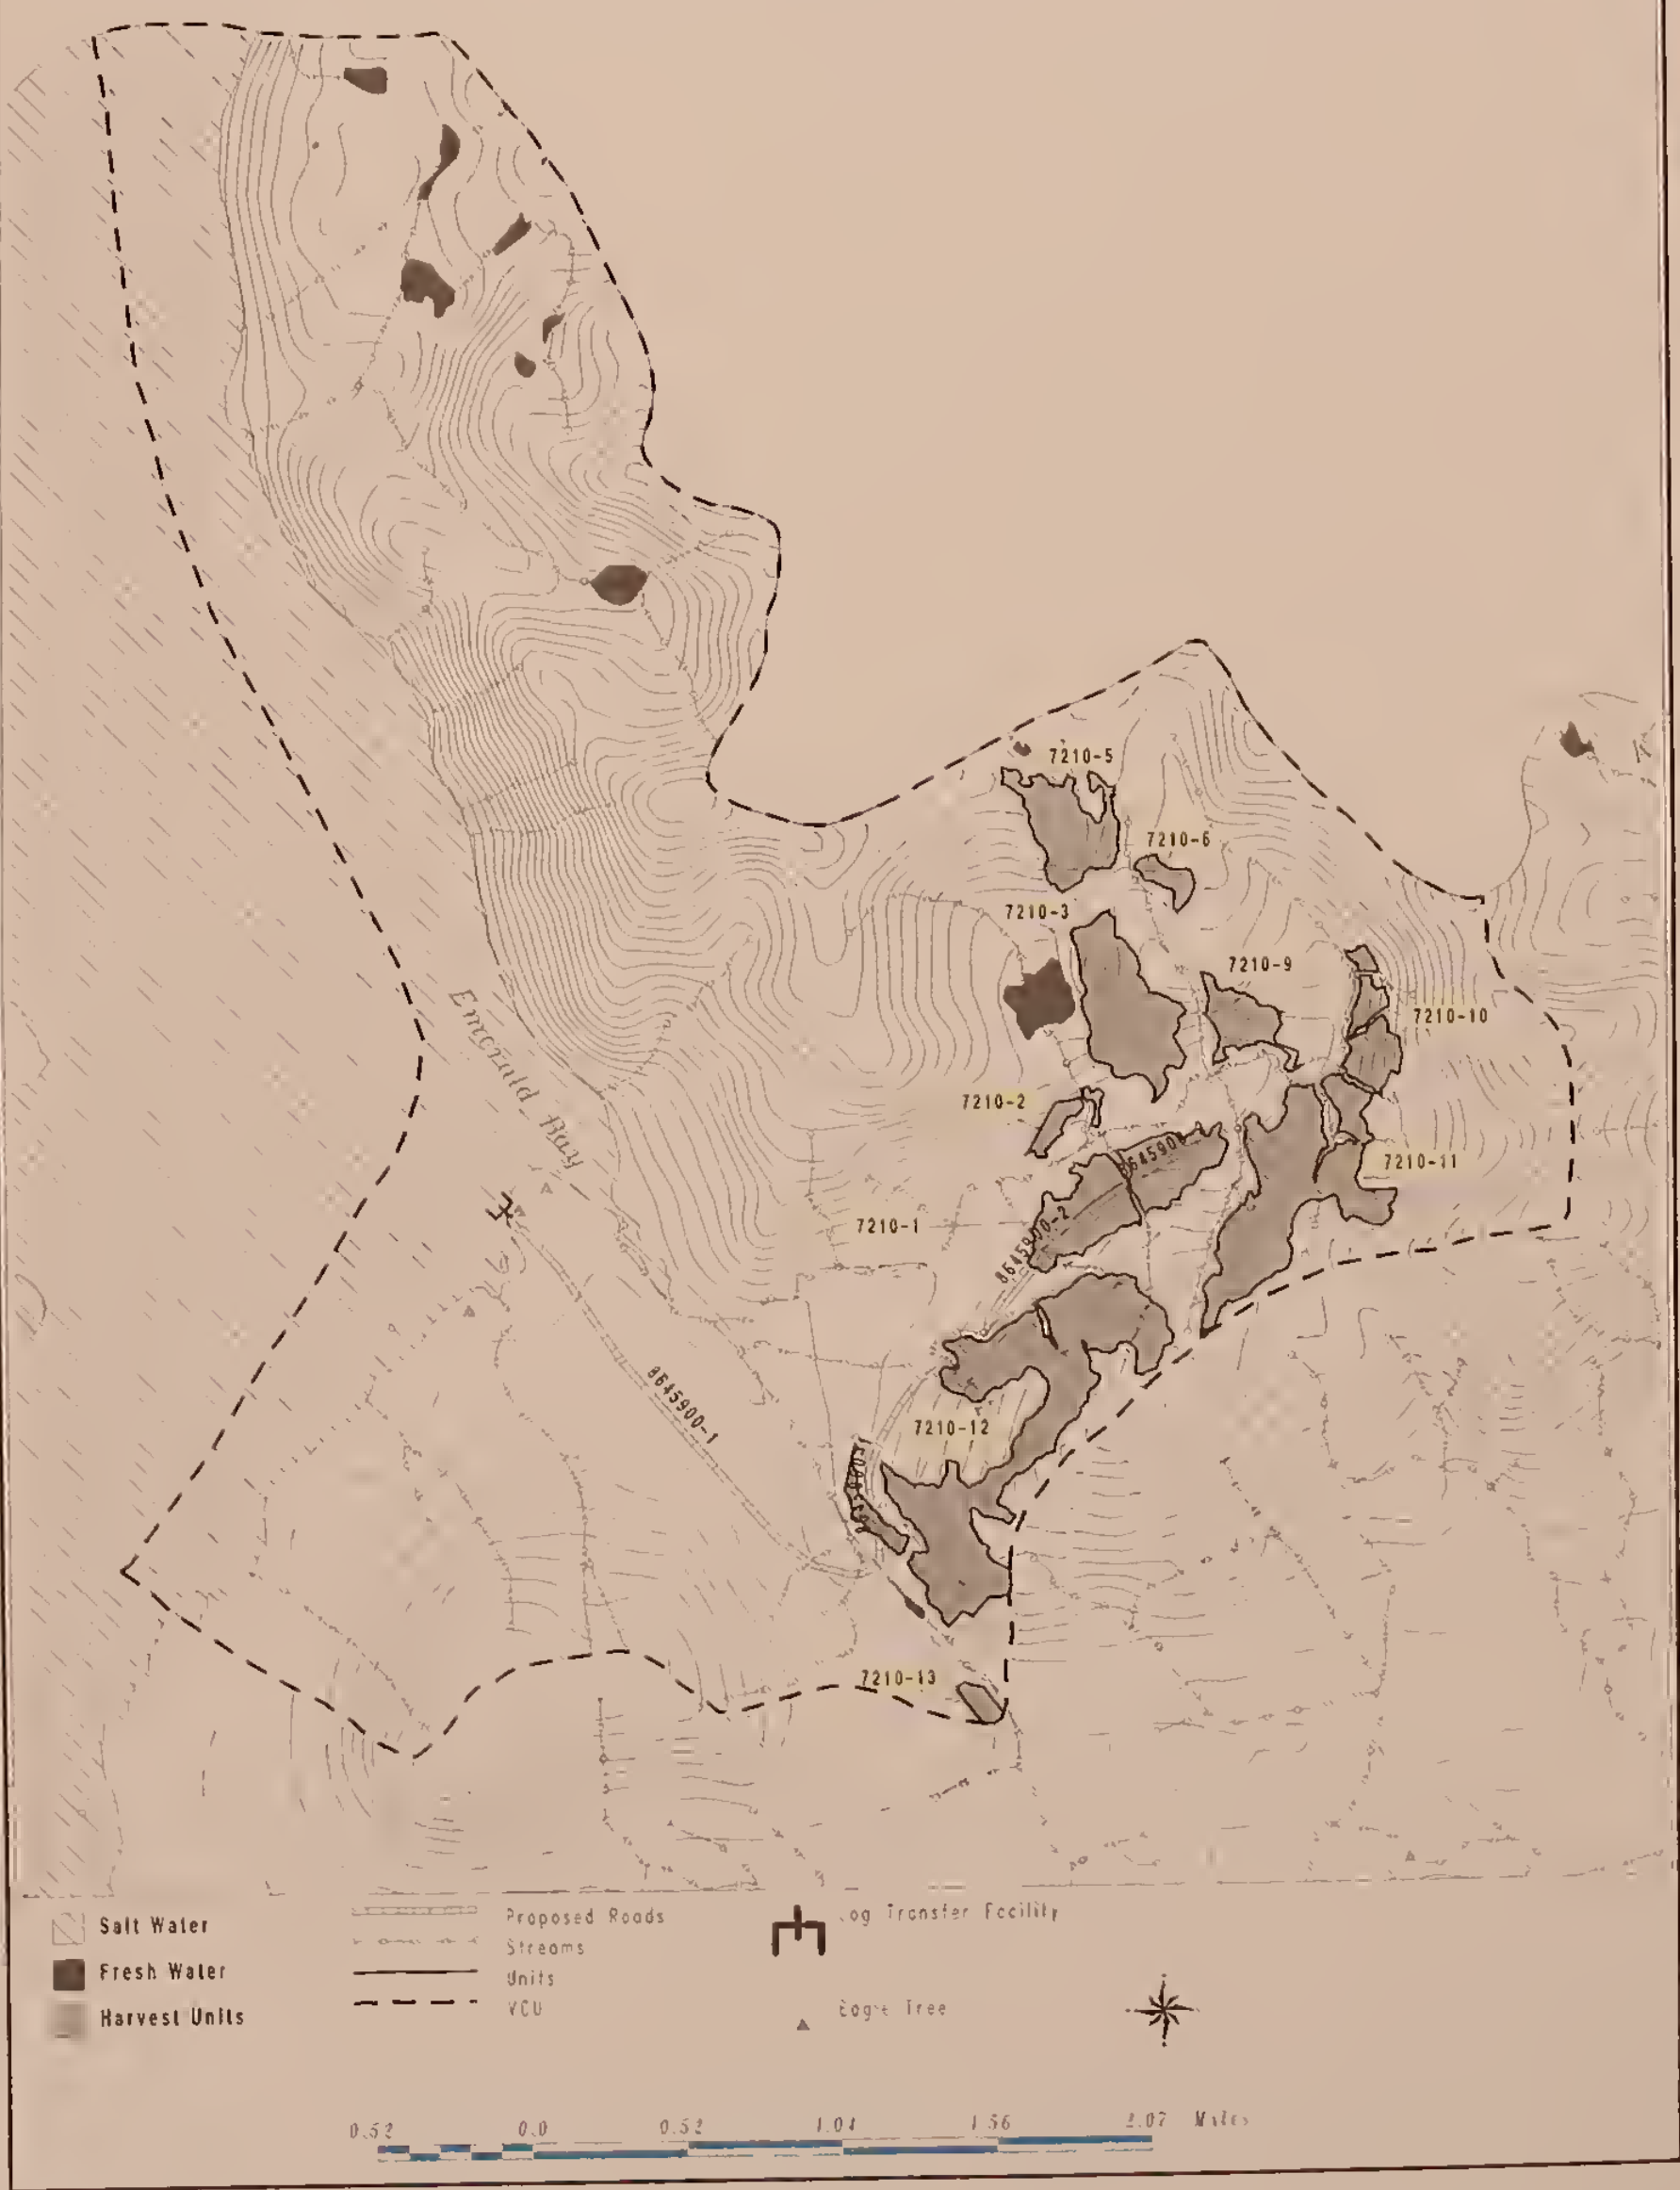 7210-5
7210-6
7210-3
7210-9
7210-10
Emerald Bay
7210-2
8645900-2
7210-11
7210-1
8645900-1
7210-12
7210-13
Salt Water
Fresh Water
Harvest Units
Proposed Roads
Streams
Units
VCU
Log Transfer Facility
Eagle Tree
0.52 0.0 0.52 1.04 1.56 2.07 Miles